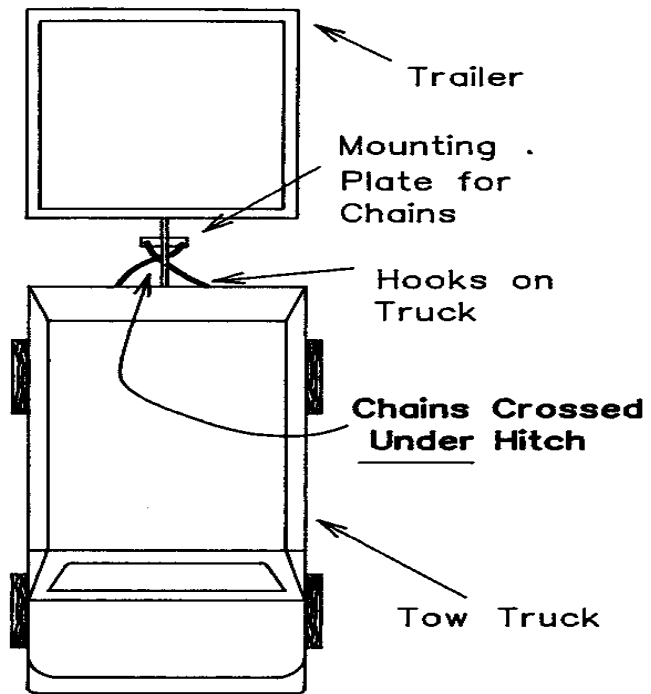 Trailer
Mounting .
Plate for
Chains
Hooks on
Truck
Chains Crossed
Under Hitch
Tow Truck